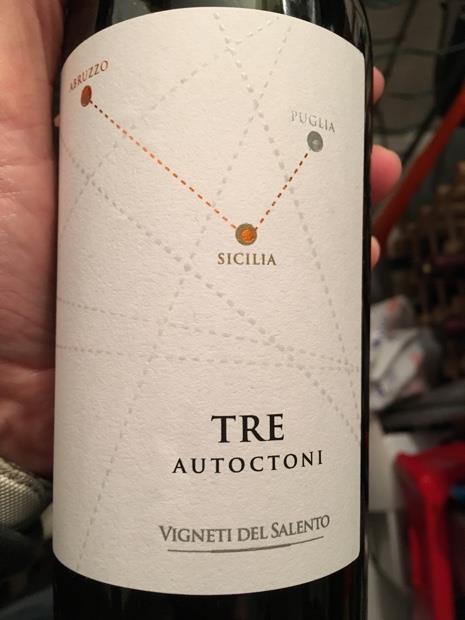 ABRUZZO
PUGLIA
SICILIA
TRE
AUTOCTONI
VIGNETI DEL SALENTO